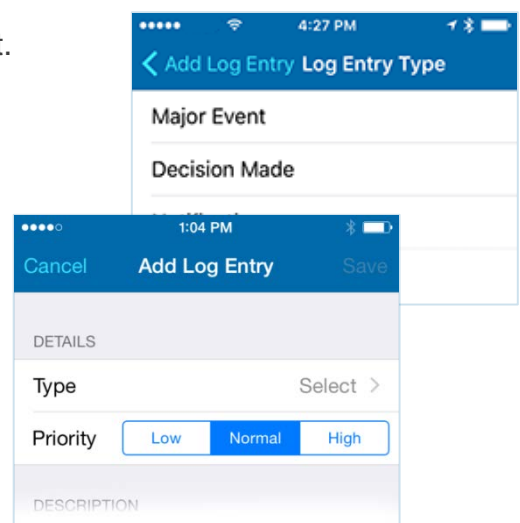 t.
4:27 PM
Add Log Entry Log Entry Type
Major Event
Decision Made
1:04 PM
Cancel Add Log Entry Save
DETAILS
Type Select >
Priority Low Normal High
DESCRIPTION